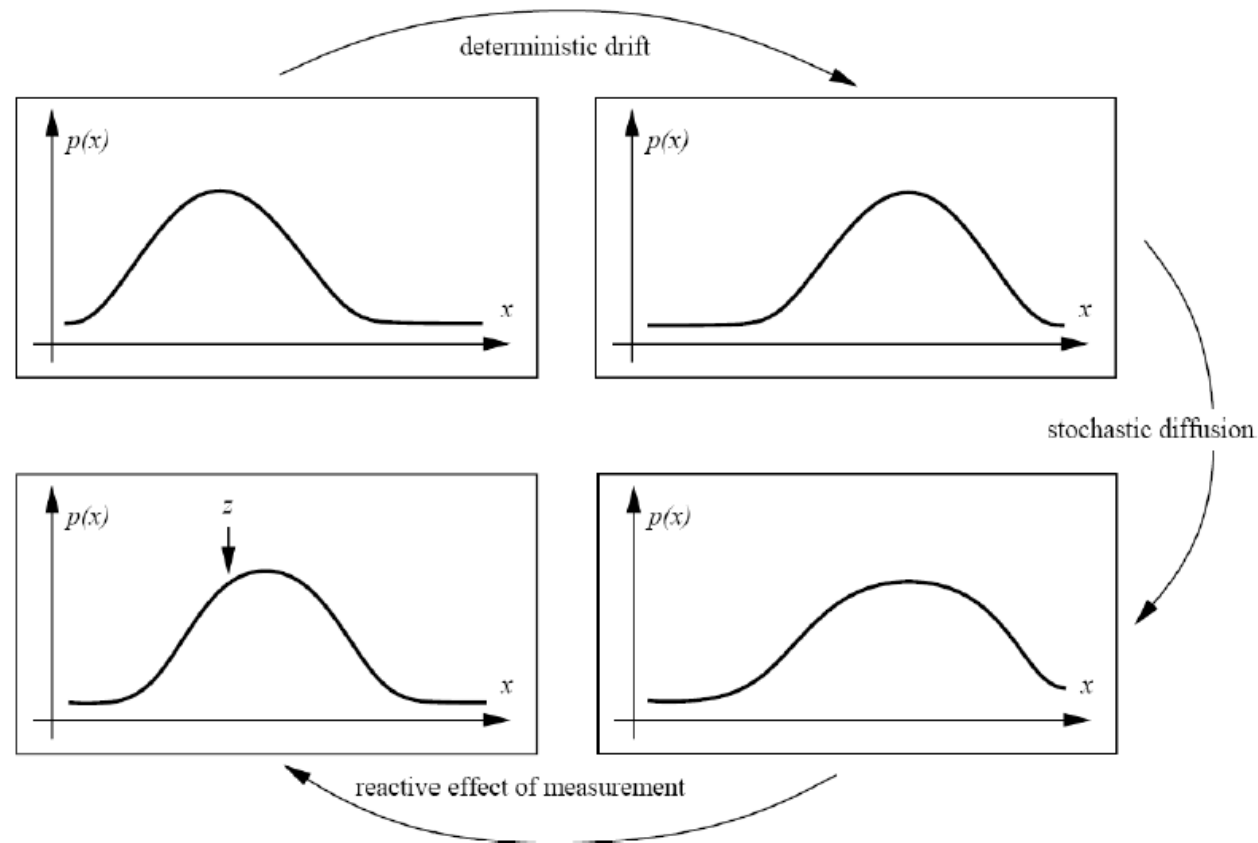 deterministic drift
p(x)
x
p(x)
x
stochastic diffusion
p(x)
z
x
p(x)
x
reactive effect of measurement